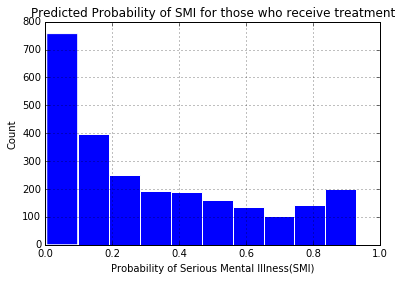 Predicted Probability of SMI for those who receive treatment
800
700
600
500
400
300
200
100
0
Count
0.0 0.2 0.4 0.6 0.8 1.0
Probability of Serious Mental Illness(SMI)